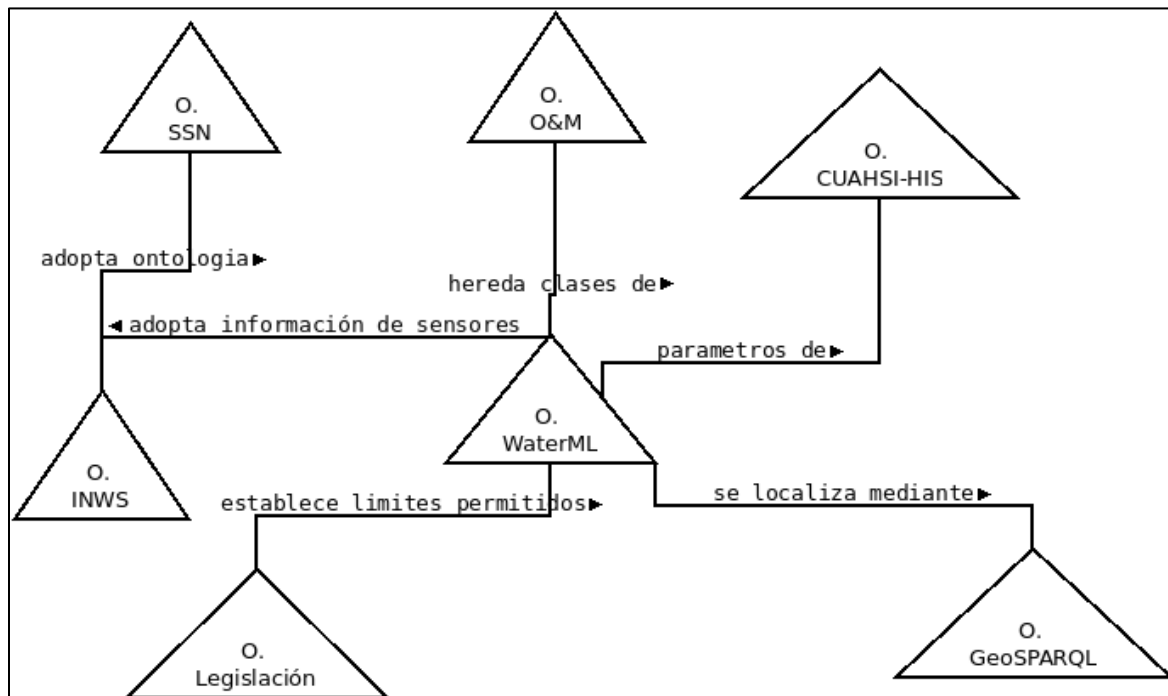 O.
SSN
O.
O&M
O.
CUAHSI-HIS
adopta ontologia►
hereda clases de►
◄adopta información de sensores
parametros de►
O.
WaterML
O.
INWS
establece limites permitidos►
se localiza mediante►
O.
Legislación
O.
GeoSPARQL